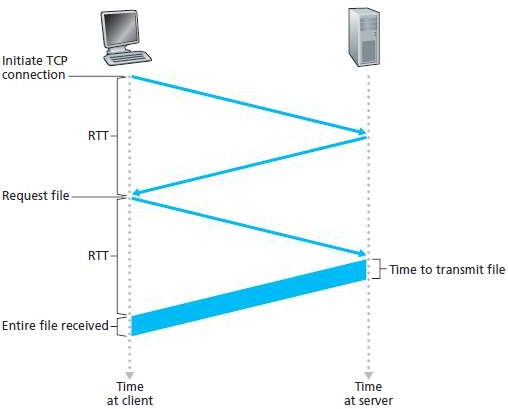 Initiate TCP
connection
RTT
Request file
RTT
Time to transmit file
Entire file received
Time
at client
Time
at server